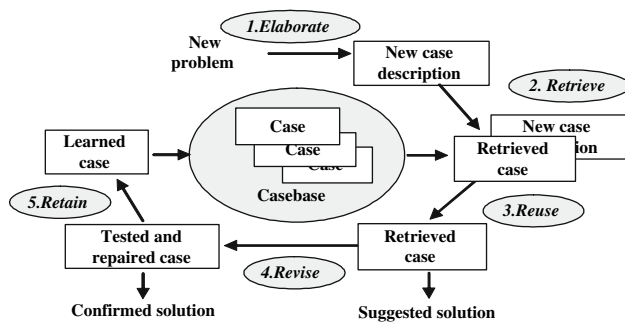 1.Elaborate
New
problem
New case
description
2. Retrieve
New case
Retrieved
case
Learned
case
Case
Case
Case
Casebase
5.Retain
3.Reuse
Tested and
repaired case
4.Revise
Retrieved
case
Confirmed solution
Suggested solution